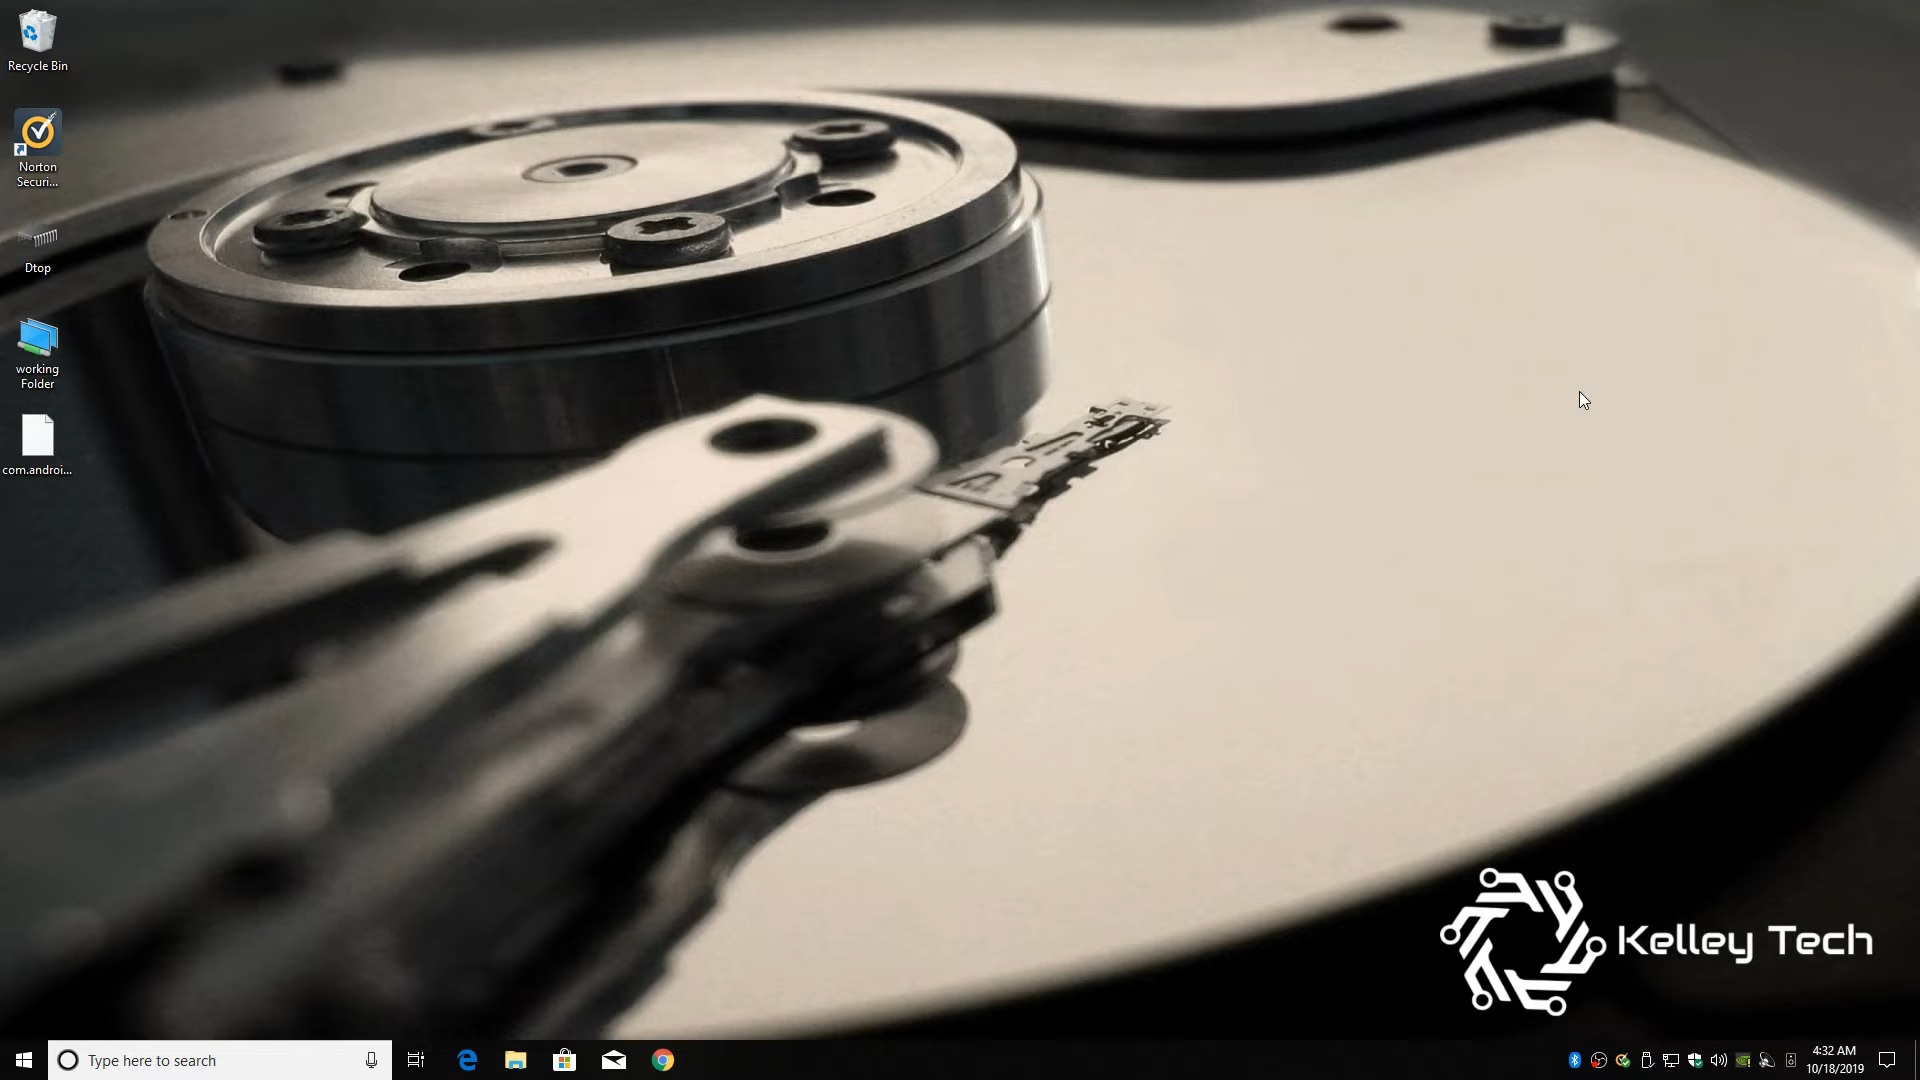 Recycle Bin
Norton
Securi...
Dtop
working
Folder
com.androi...
Kelley Tech
Type here to search
4:32 AM
10/18/2019